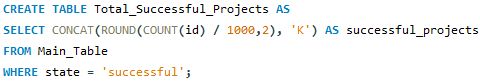 CREATE TABLE Total_Successful_Projects AS
SELECT CONCAT(ROUND(COUNT(id) / 1000,2), 'K') AS successful_projects
FROM Main_Table
WHERE state = 'successful';